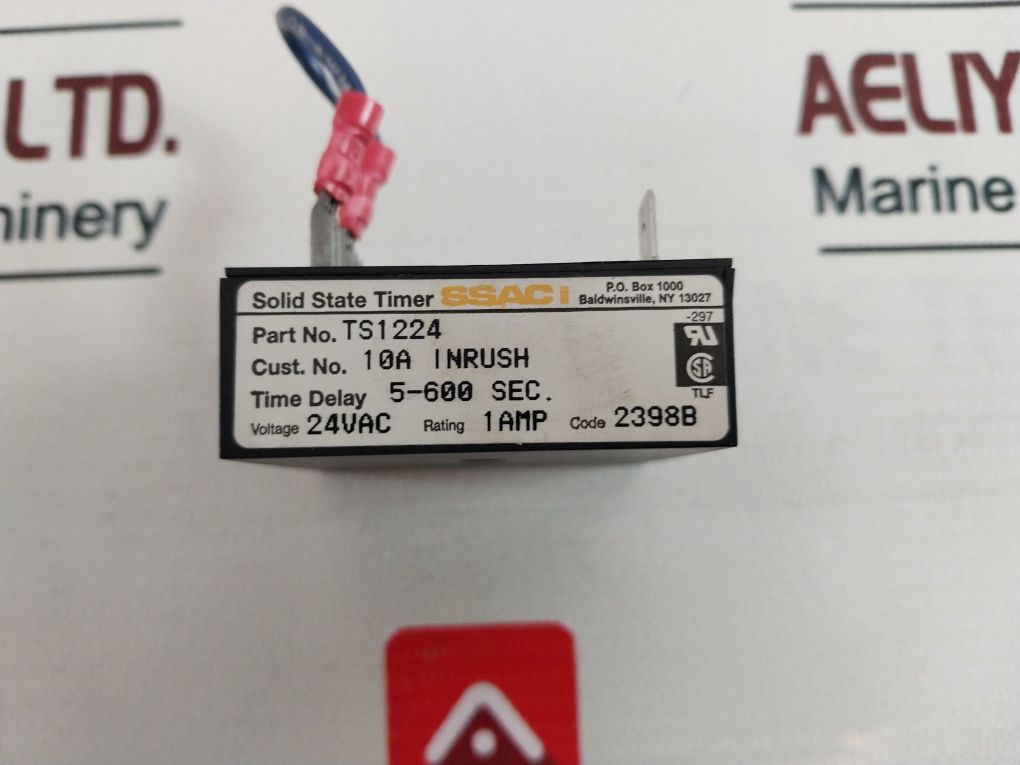 LTD.
AELIY
Marine
hinery
Solid State Timer SSAC i P.O. Box 1000
Baldwinsville, NY 13027
Part No. TS1224
-297
Cust. No. 10A INRUSH
Time Delay 5-600 SEC.
TLF
Voltage 24VAC Rating 1AMP Code 2398B